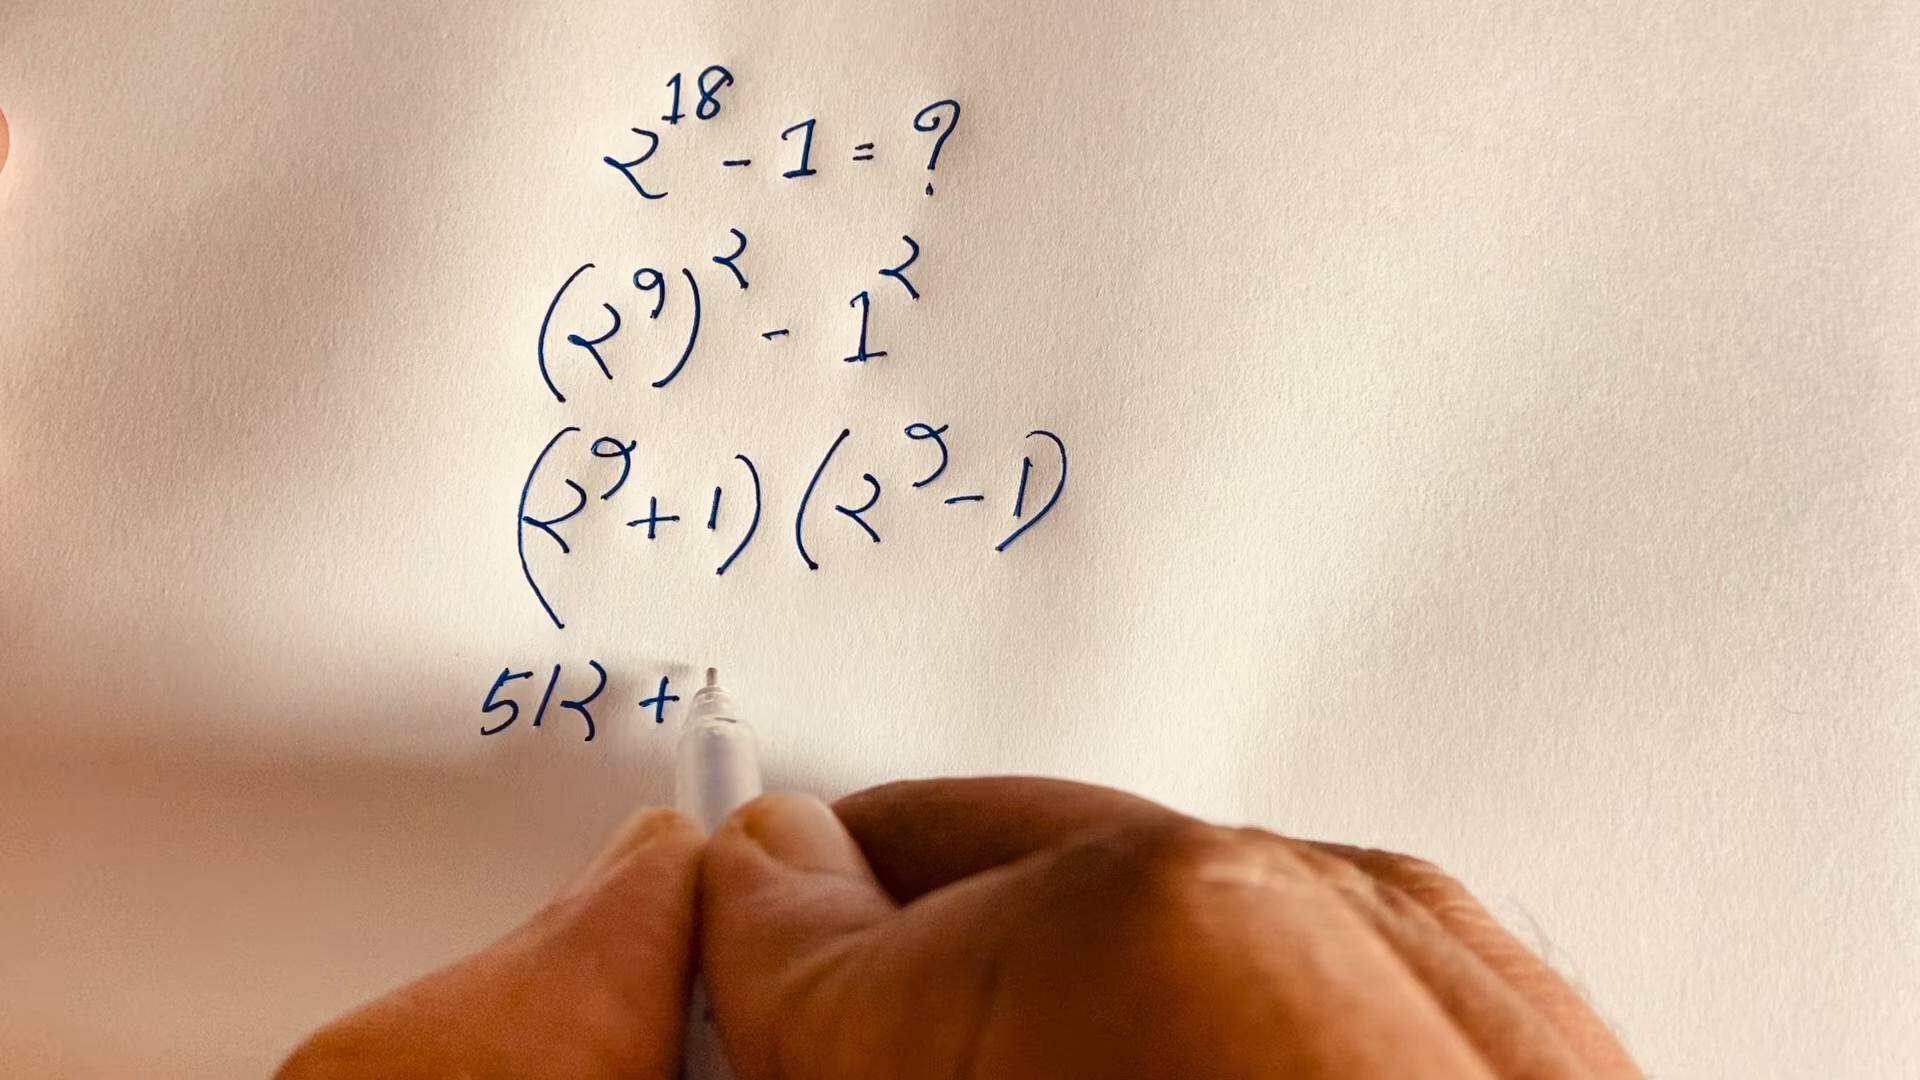 2^18 - 1 = ?
(2^9)^2 - 1^2
(2^9 + 1) (2^9 - 1)
512 +